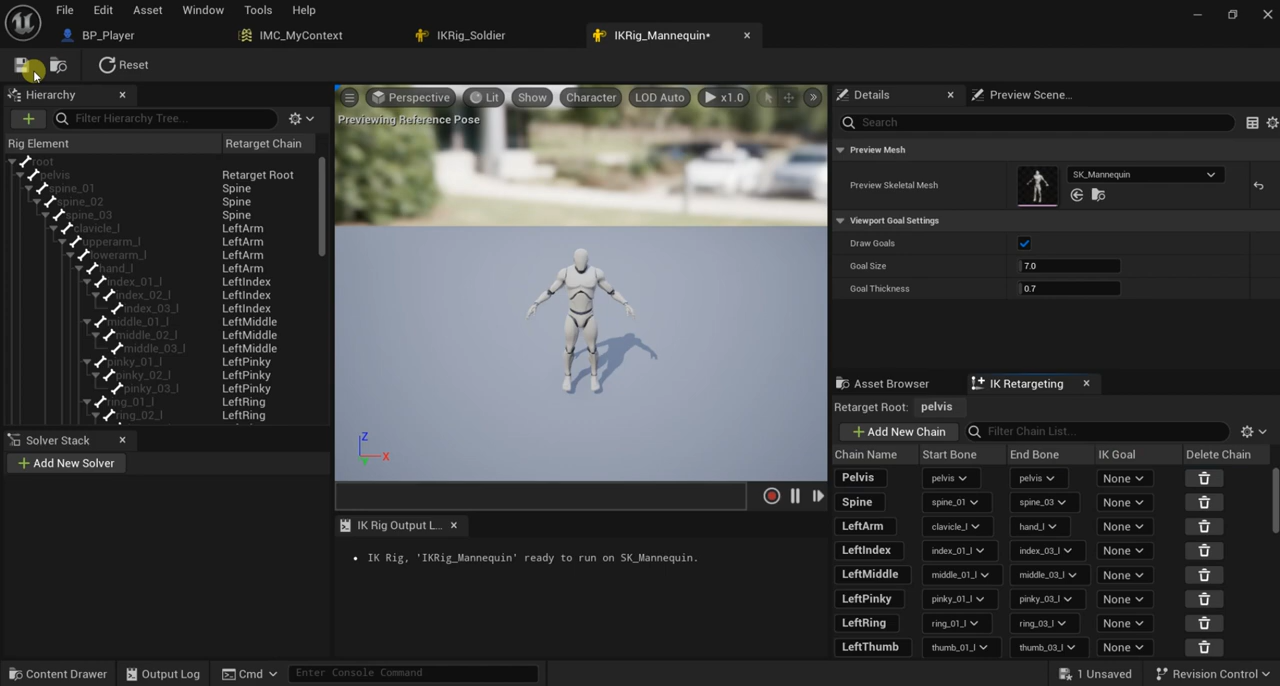 File Edit Asset Window Tools Help
BP_Player IMC_MyContext IKRig_Soldier IKRig_Mannequin*
Reset
Hierarchy
Filter Hierarchy Tree...
Rig Element Retarget Chain
root
pelvis Retarget Root
spine_01 Spine
spine_02 Spine
spine_03 Spine
clavicle_l LeftArm
upperarm_l LeftArm
lowerarm_l LeftArm
hand_l LeftArm
index_01_l LeftIndex
index_02_l LeftIndex
index_03_l LeftIndex
middle_01_l LeftMiddle
middle_02_l LeftMiddle
middle_03_l LeftMiddle
pinky_01_l LeftPinky
pinky_02_l LeftPinky
pinky_03_l LeftPinky
ring_01_l LeftRing
ring_02_l LeftRing
Solver Stack
Add New Solver
Perspective Lit Show Character LOD Auto x1.0
Previewing Reference Pose
Z
X
IK Rig Output L...
IK Rig, 'IKRig_Mannequin' ready to run on SK_Mannequin.
Details Preview Scene...
Search
Preview Mesh
Preview Skeletal Mesh SK_Mannequin
Viewport Goal Settings
Draw Goals
Goal Size 7.0
Goal Thickness 0.7
Asset Browser IK Retargeting
Retarget Root: pelvis
Add New Chain Filter Chain List...
Chain Name Start Bone End Bone IK Goal Delete Chain
Pelvis pelvis pelvis None
Spine spine_01 spine_03 None
LeftArm clavicle_l hand_l None
LeftIndex index_01_l index_03_l None
LeftMiddle middle_01_l middle_03_l None
LeftPinky pinky_01_l pinky_03_l None
LeftRing ring_01_l ring_03_l None
LeftThumb thumb_01_l thumb_03_l None
Content Drawer Output Log Cmd Enter Console Command 1 Unsaved Revision Control